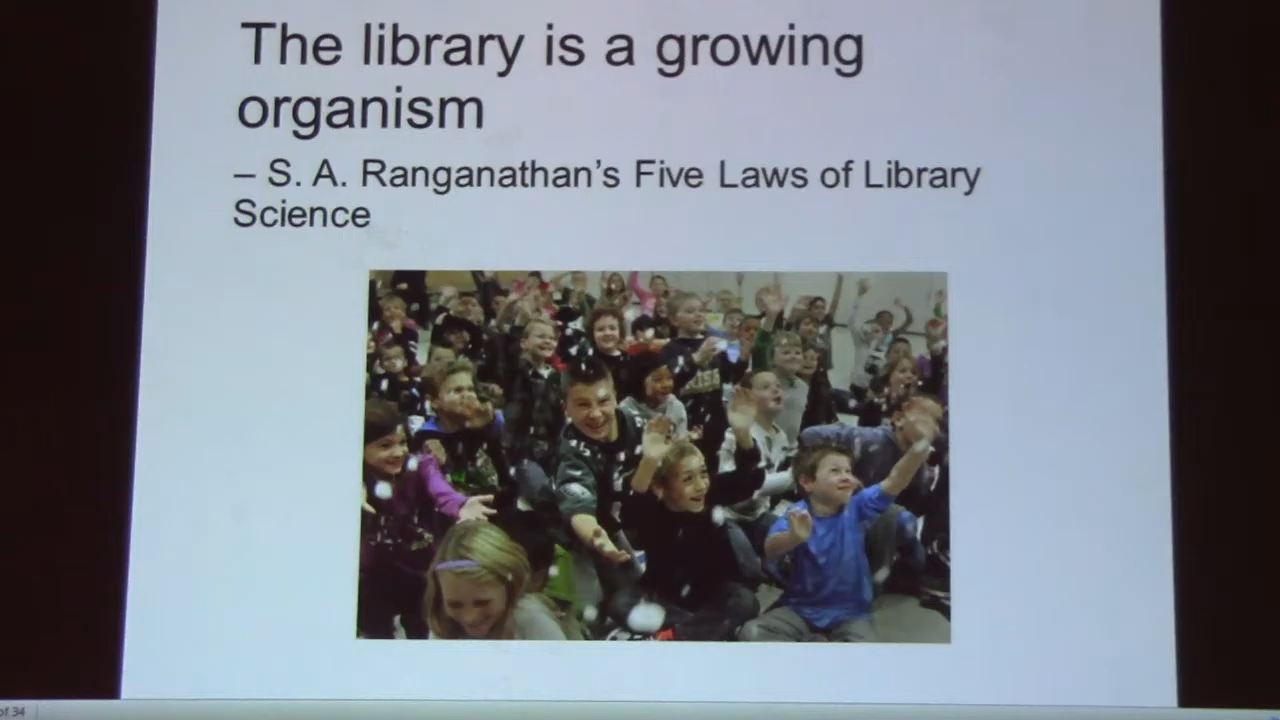 The library is a growing
organism
– S. A. Ranganathan’s Five Laws of Library
Science
of 34